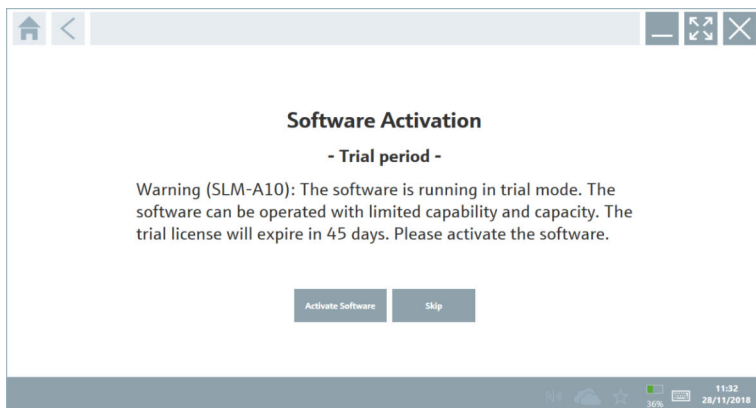 Software Activation
- Trial period -
Warning (SLM-A10): The software is running in trial mode. The
software can be operated with limited capability and capacity. The
trial license will expire in 45 days. Please activate the software.
Activate Software Skip
36%
11:32
28/11/2018